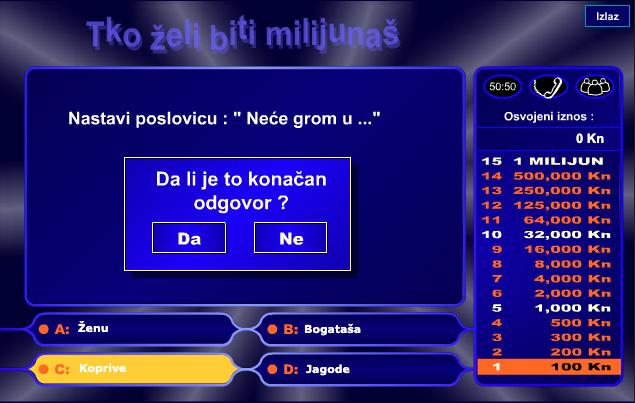 Tko želi biti milijunaš
Izlaz
Nastavi poslovicu : " Neće grom u ..."
Da li je to konačan
odgovor ?
Da
Ne
A: Ženu
B: Bogataša
C: Koprive
D: Jagode
50:50
Osvojeni iznos :
0 Kn
15 1 MILIJUN
14 500,000 Kn
13 250,000 Kn
12 125,000 Kn
11 64,000 Kn
10 32,000 Kn
9 16,000 Kn
8 8,000 Kn
7 4,000 Kn
6 2,000 Kn
5 1,000 Kn
4 500 Kn
3 300 Kn
2 200 Kn
1 100 Kn